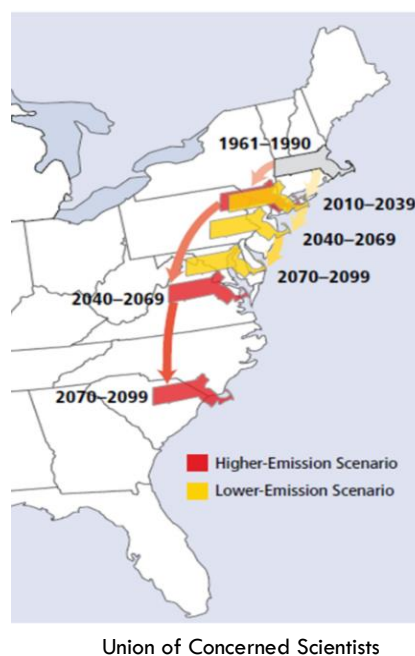 1961–1990
2010–2039
2040–2069
2070–2099
2040–2069
2070–2099
Higher-Emission Scenario
Lower-Emission Scenario
Union of Concerned Scientists